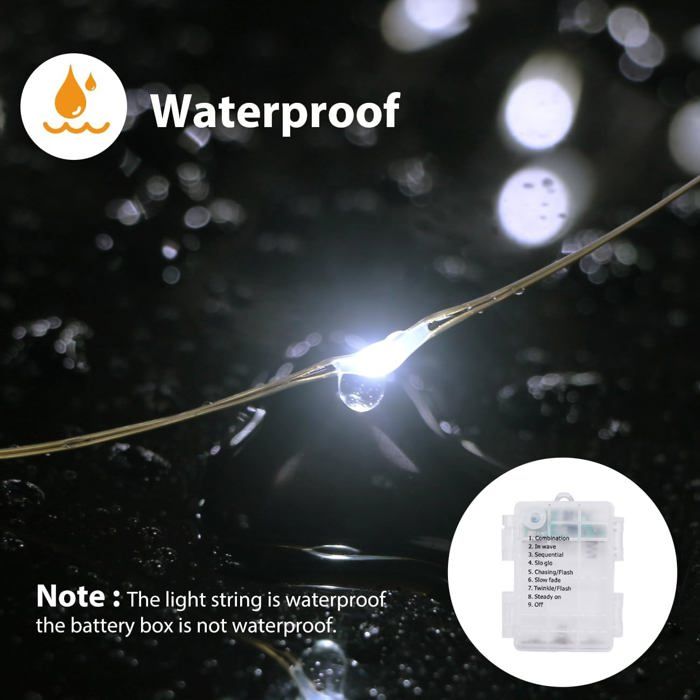 Waterproof
1. Combination
2. In wave
3. Sequential
4. Slo glo
5. Chasing/Flash
6. Slow fade
7. Twinkle/Flash
8. Steady on
9. Off
Note : The light string is waterproof
the battery box is not waterproof.